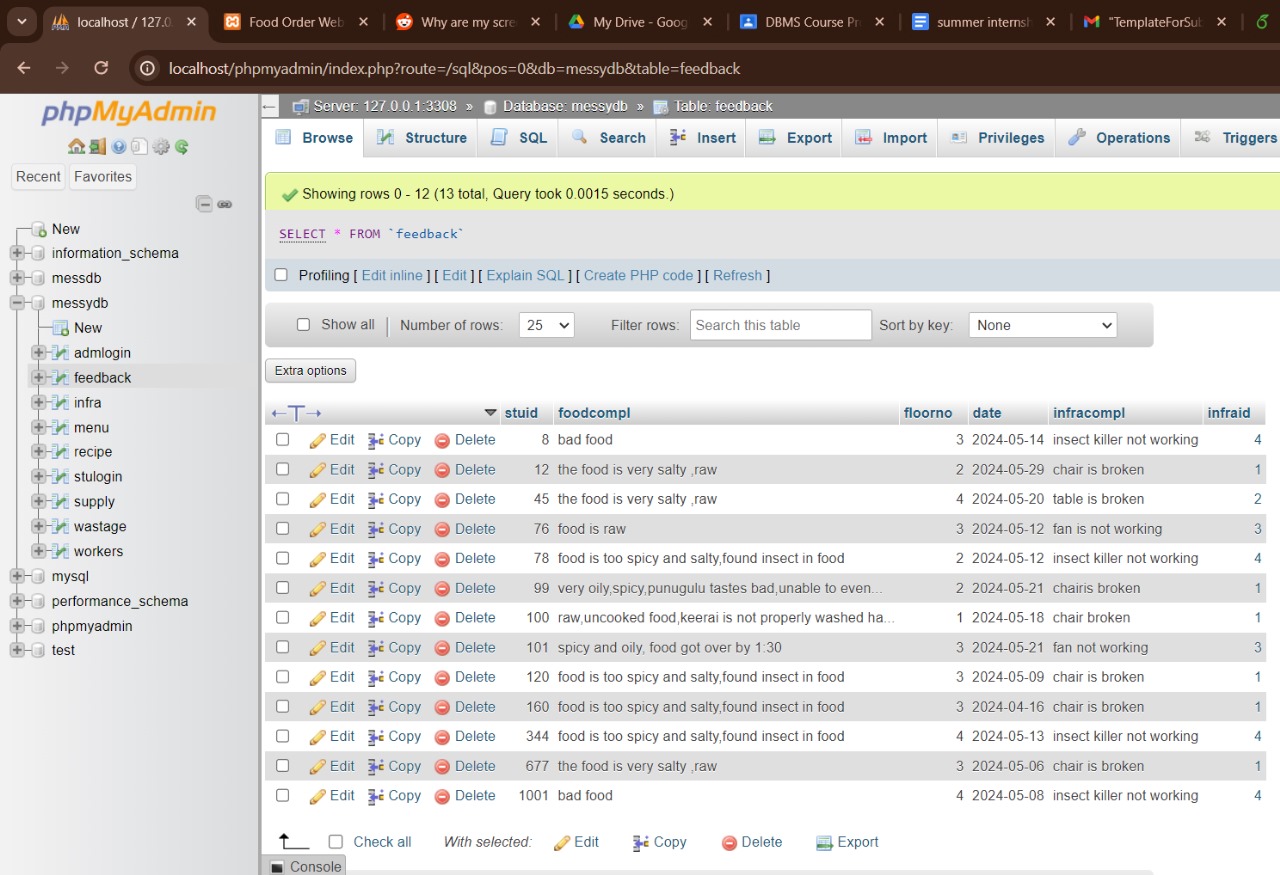 localhost / 127.0. Food Order Web Why are my scre My Drive - Goog DBMS Course Pr summer internsh "TemplateForSub
localhost/phpmyadmin/index.php?route=/sql&pos=0&db=messydb&table=feedback
phpMyAdmin
Recent Favorites
New
information_schema
messdb
messydb
New
admlogin
feedback
infra
menu
recipe
stulogin
supply
wastage
workers
mysql
performance_schema
phpmyadmin
test
Server: 127.0.0.1:3308 » Database: messydb » Table: feedback
Browse Structure SQL Search Insert Export Import Privileges Operations Triggers
Showing rows 0 - 12 (13 total, Query took 0.0015 seconds.)
SELECT * FROM `feedback`
Profiling [ Edit inline ] [ Edit ] [ Explain SQL ] [ Create PHP code ] [ Refresh ]
Show all Number of rows: 25 Filter rows: Search this table Sort by key: None
Extra options
stuid foodcompl floorno date infracompl infraid
Edit Copy Delete 8 bad food 3 2024-05-14 insect killer not working 4
Edit Copy Delete 12 the food is very salty ,raw 2 2024-05-29 chair is broken 1
Edit Copy Delete 45 the food is very salty ,raw 4 2024-05-20 table is broken 2
Edit Copy Delete 76 food is raw 3 2024-05-12 fan is not working 3
Edit Copy Delete 78 food is too spicy and salty,found insect in food 2 2024-05-12 insect killer not working 4
Edit Copy Delete 99 very oily,spicy,punugulu tastes bad,unable to even... 2 2024-05-21 chairis broken 1
Edit Copy Delete 100 raw,uncooked food,keerai is not properly washed ha... 1 2024-05-18 chair broken 1
Edit Copy Delete 101 spicy and oily, food got over by 1:30 3 2024-05-21 fan not working 3
Edit Copy Delete 120 food is too spicy and salty,found insect in food 3 2024-05-09 chair is broken 1
Edit Copy Delete 160 food is too spicy and salty,found insect in food 3 2024-04-16 chair is broken 1
Edit Copy Delete 344 food is too spicy and salty,found insect in food 4 2024-05-13 insect killer not working 4
Edit Copy Delete 677 the food is very salty ,raw 3 2024-05-06 chair is broken 1
Edit Copy Delete 1001 bad food 4 2024-05-08 insect killer not working 4
Check all With selected: Edit Copy Delete Export
Console